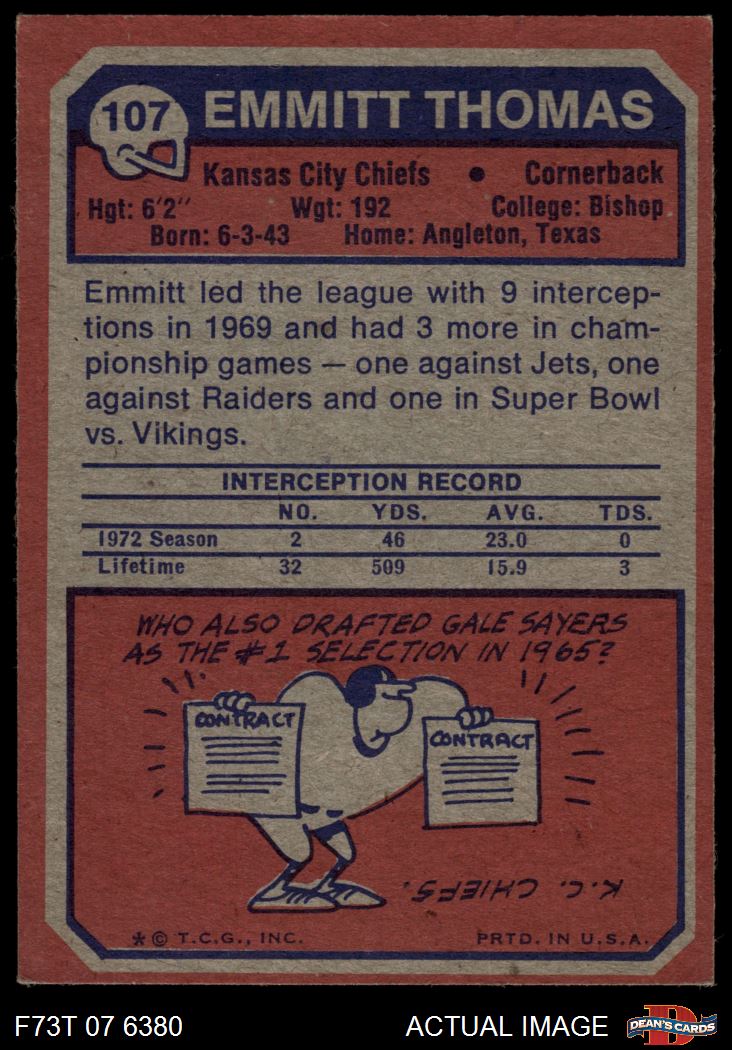 107
EMMITT THOMAS
Kansas City Chiefs • Cornerback
Hgt: 6'2" Wgt: 192 College: Bishop
Born: 6-3-43 Home: Angleton, Texas
Emmitt led the league with 9 intercep-
tions in 1969 and had 3 more in cham-
pionship games — one against Jets, one
against Raiders and one in Super Bowl
vs. Vikings.
INTERCEPTION RECORD
NO. YDS. AVG. TDS.
1972 Season 2 46 23.0 0
Lifetime 32 509 15.9 3
WHO ALSO DRAFTED GALE SAYERS
AS THE #1 SELECTION IN 1965?
CONTRACT
CONTRACT
K.C. CHIEFS.
* © T.C.G., INC. PRTD. IN U.S.A.
F73T 07 6380 ACTUAL IMAGE
D
DEAN'S CARDS